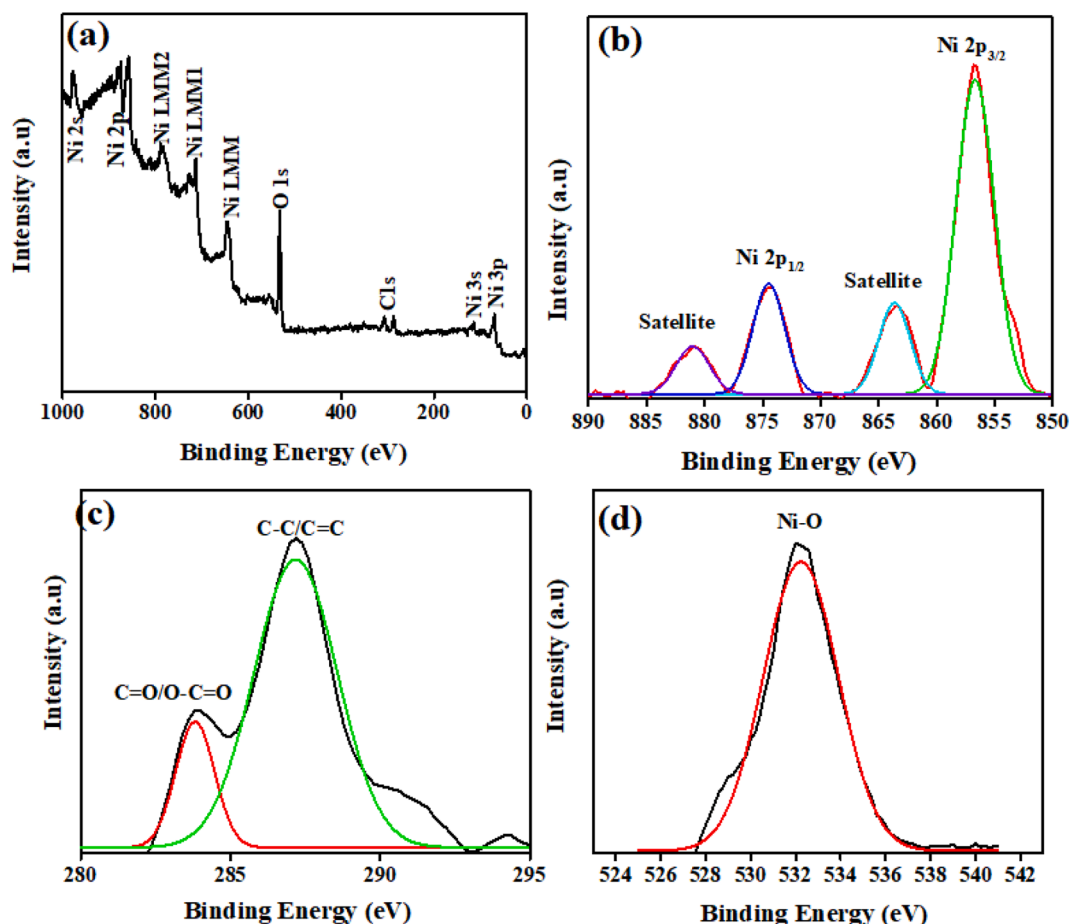 (a)
Ni 2s
Ni 2p
Ni LMM2
Ni LMM1
Ni LMM
O 1s
C1s
Ni 3s
Ni 3p
Intensity (a.u)
1000 800 600 400 200 0
Binding Energy (eV)
(b)
Ni 2p3/2
Ni 2p1/2
Satellite
Satellite
Intensity (a.u)
890 885 880 875 870 865 860 855 850
Binding Energy (eV)
(c)
C-C/C=C
C=O/O-C=O
Intensity (a.u)
280 285 290 295
Binding Energy (eV)
(d)
Ni-O
Intensity (a.u)
524 526 528 530 532 534 536 538 540 542
Binding Energy (eV)